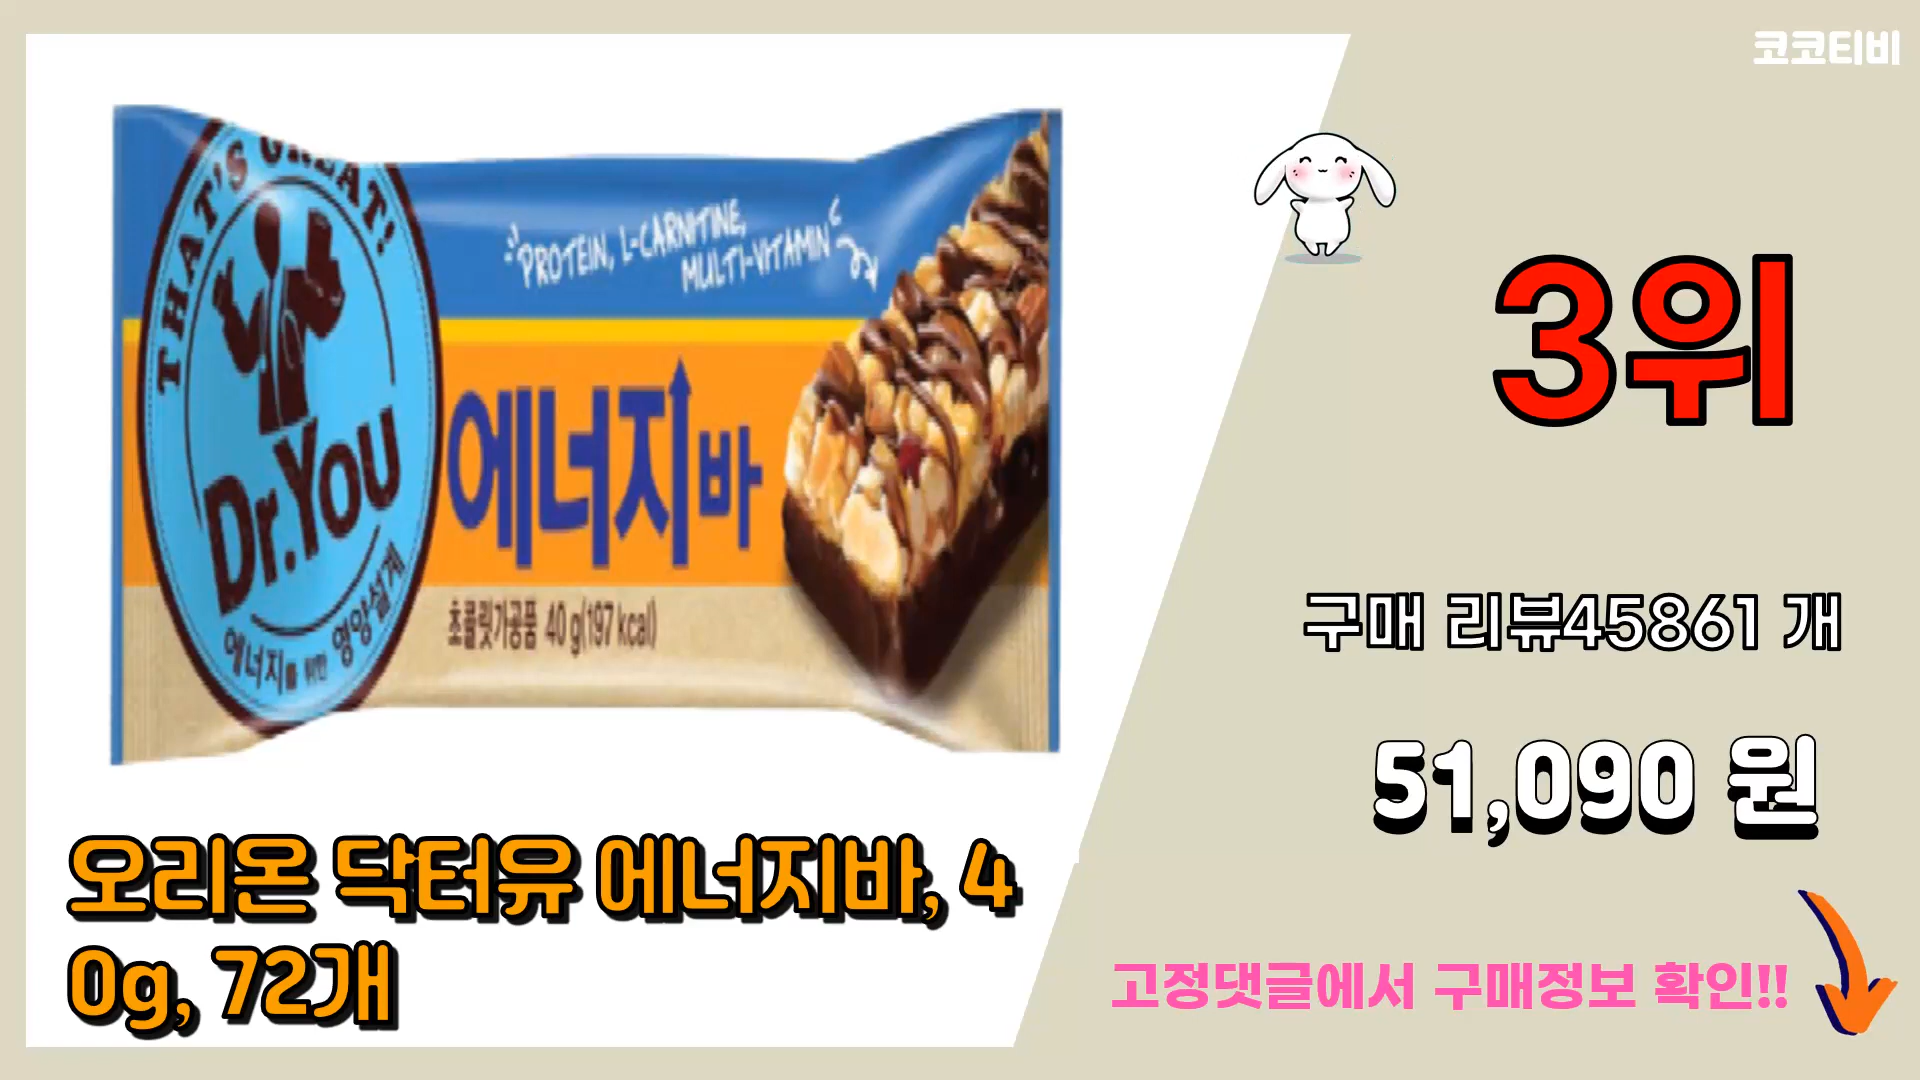 코코티비
THAT'S GREAT!
PROTEIN, L-CARNITINE,
MULTI-VITAMIN
Dr.You
에너지를 위한 영양설계
에너지바
초콜릿가공품 40 g(197 kcal)
3위
구매 리뷰45861 개
51,090 원
오리온 닥터유 에너지바, 4
0g, 72개
고정댓글에서 구매정보 확인!!